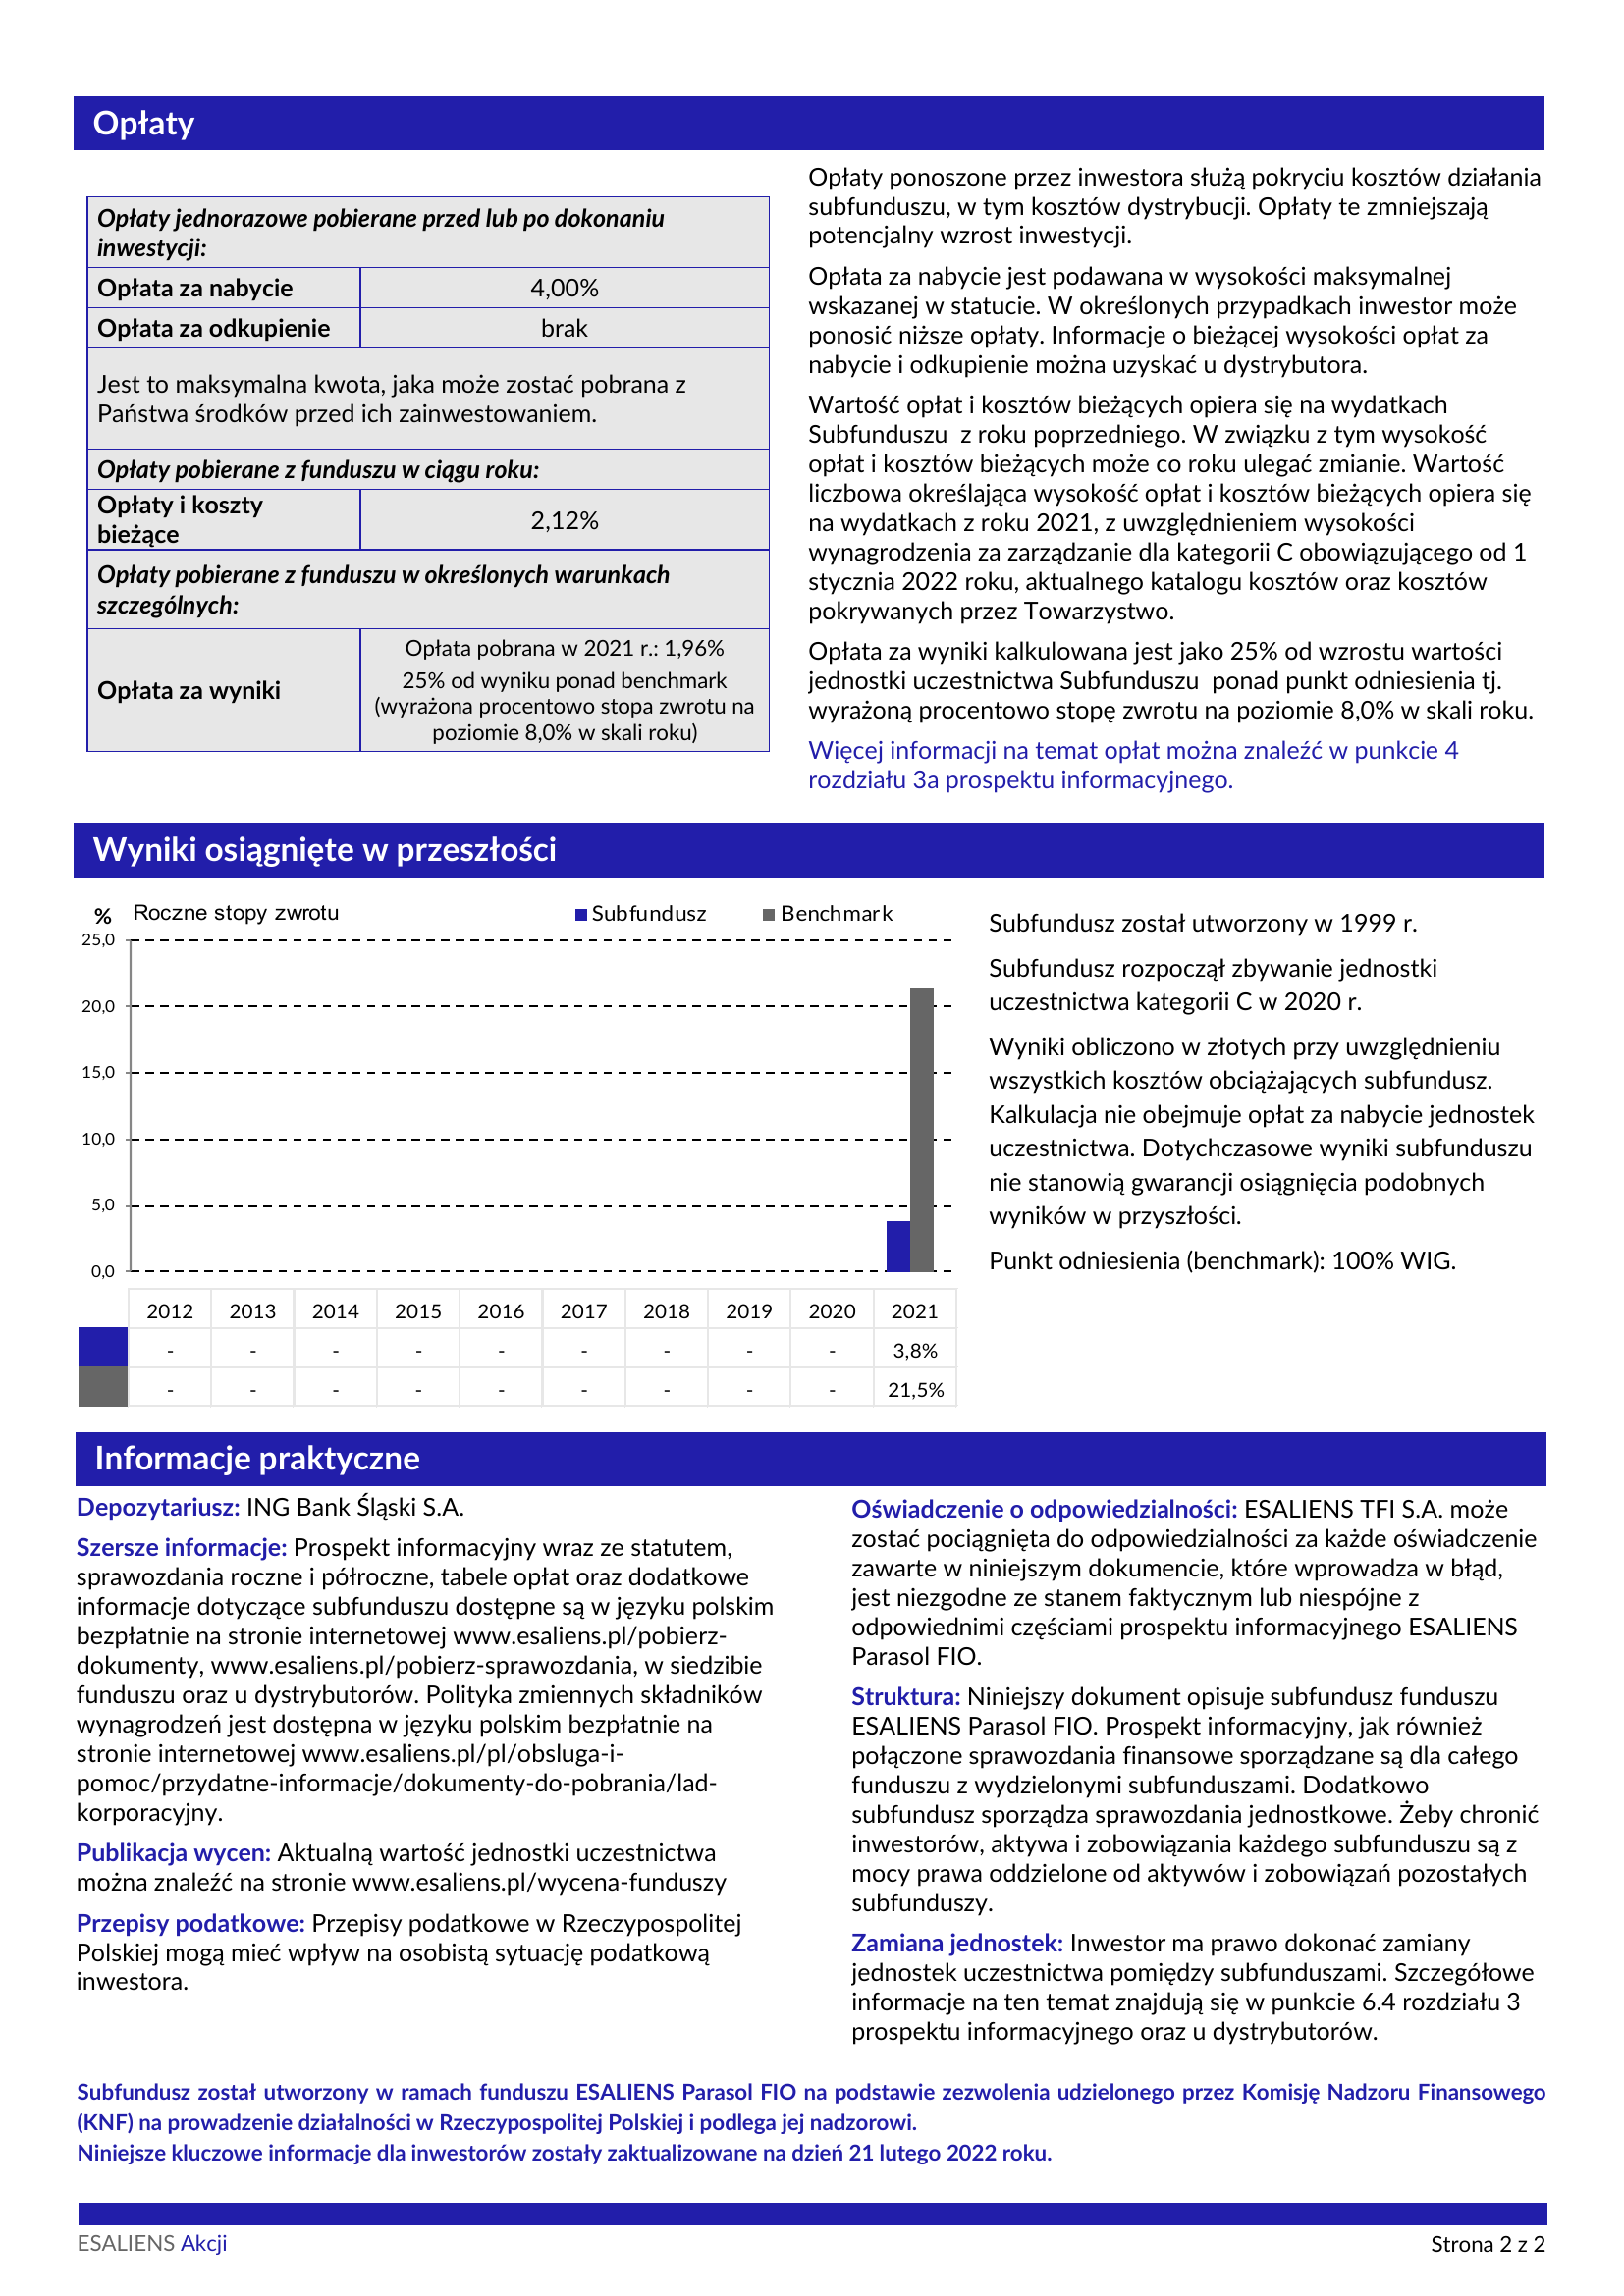 Opłaty
Opłaty jednorazowe pobierane przed lub po dokonaniu
inwestycji:
Opłata za nabycie 4,00%
Opłata za odkupienie brak
Jest to maksymalna kwota, jaka może zostać pobrana z
Państwa środków przed ich zainwestowaniem.
Opłaty pobierane z funduszu w ciągu roku:
Opłaty i koszty
bieżące 2,12%
Opłaty pobierane z funduszu w określonych warunkach
szczególnych:
Opłata za wyniki
Opłata pobrana w 2021 r.: 1,96%
25% od wyniku ponad benchmark
(wyrażona procentowo stopa zwrotu na
poziomie 8,0% w skali roku)
Opłaty ponoszone przez inwestora służą pokryciu kosztów działania
subfunduszu, w tym kosztów dystrybucji. Opłaty te zmniejszają
potencjalny wzrost inwestycji.
Opłata za nabycie jest podawana w wysokości maksymalnej
wskazanej w statucie. W określonych przypadkach inwestor może
ponosić niższe opłaty. Informacje o bieżącej wysokości opłat za
nabycie i odkupienie można uzyskać u dystrybutora.
Wartość opłat i kosztów bieżących opiera się na wydatkach
Subfunduszu z roku poprzedniego. W związku z tym wysokość
opłat i kosztów bieżących może co roku ulegać zmianie. Wartość
liczbowa określająca wysokość opłat i kosztów bieżących opiera się
na wydatkach z roku 2021, z uwzględnieniem wysokości
wynagrodzenia za zarządzanie dla kategorii C obowiązującego od 1
stycznia 2022 roku, aktualnego katalogu kosztów oraz kosztów
pokrywanych przez Towarzystwo.
Opłata za wyniki kalkulowana jest jako 25% od wzrostu wartości
jednostki uczestnictwa Subfunduszu ponad punkt odniesienia tj.
wyrażoną procentowo stopę zwrotu na poziomie 8,0% w skali roku.
Więcej informacji na temat opłat można znaleźć w punkcie 4
rozdziału 3a prospektu informacyjnego.
Wyniki osiągnięte w przeszłości
% Roczne stopy zwrotu Subfundusz Benchmark
25,0
20,0
15,0
10,0
5,0
0,0
2012 2013 2014 2015 2016 2017 2018 2019 2020 2021
- - - - - - - - - 3,8%
- - - - - - - - - 21,5%
Subfundusz został utworzony w 1999 r.
Subfundusz rozpoczął zbywanie jednostki
uczestnictwa kategorii C w 2020 r.
Wyniki obliczono w złotych przy uwzględnieniu
wszystkich kosztów obciążających subfundusz.
Kalkulacja nie obejmuje opłat za nabycie jednostek
uczestnictwa. Dotychczasowe wyniki subfunduszu
nie stanowią gwarancji osiągnięcia podobnych
wyników w przyszłości.
Punkt odniesienia (benchmark): 100% WIG.
Informacje praktyczne
Depozytariusz: ING Bank Śląski S.A.
Szersze informacje: Prospekt informacyjny wraz ze statutem,
sprawozdania roczne i półroczne, tabele opłat oraz dodatkowe
informacje dotyczące subfunduszu dostępne są w języku polskim
bezpłatnie na stronie internetowej www.esaliens.pl/pobierz-
dokumenty, www.esaliens.pl/pobierz-sprawozdania, w siedzibie
funduszu oraz u dystrybutorów. Polityka zmiennych składników
wynagrodzeń jest dostępna w języku polskim bezpłatnie na
stronie internetowej www.esaliens.pl/pl/obsluga-i-
pomoc/przydatne-informacje/dokumenty-do-pobrania/lad-
korporacyjny.
Publikacja wycen: Aktualną wartość jednostki uczestnictwa
można znaleźć na stronie www.esaliens.pl/wycena-funduszy
Przepisy podatkowe: Przepisy podatkowe w Rzeczypospolitej
Polskiej mogą mieć wpływ na osobistą sytuację podatkową
inwestora.
Oświadczenie o odpowiedzialności: ESALIENS TFI S.A. może
zostać pociągnięta do odpowiedzialności za każde oświadczenie
zawarte w niniejszym dokumencie, które wprowadza w błąd,
jest niezgodne ze stanem faktycznym lub niespójne z
odpowiednimi częściami prospektu informacyjnego ESALIENS
Parasol FIO.
Struktura: Niniejszy dokument opisuje subfundusz funduszu
ESALIENS Parasol FIO. Prospekt informacyjny, jak również
połączone sprawozdania finansowe sporządzane są dla całego
funduszu z wydzielonymi subfunduszami. Dodatkowo
subfundusz sporządza sprawozdania jednostkowe. Żeby chronić
inwestorów, aktywa i zobowiązania każdego subfunduszu są z
mocy prawa oddzielone od aktywów i zobowiązań pozostałych
subfunduszy.
Zamiana jednostek: Inwestor ma prawo dokonać zamiany
jednostek uczestnictwa pomiędzy subfunduszami. Szczegółowe
informacje na ten temat znajdują się w punkcie 6.4 rozdziału 3
prospektu informacyjnego oraz u dystrybutorów.
Subfundusz został utworzony w ramach funduszu ESALIENS Parasol FIO na podstawie zezwolenia udzielonego przez Komisję Nadzoru Finansowego
(KNF) na prowadzenie działalności w Rzeczypospolitej Polskiej i podlega jej nadzorowi.
Niniejsze kluczowe informacje dla inwestorów zostały zaktualizowane na dzień 21 lutego 2022 roku.
ESALIENS Akcji Strona 2 z 2